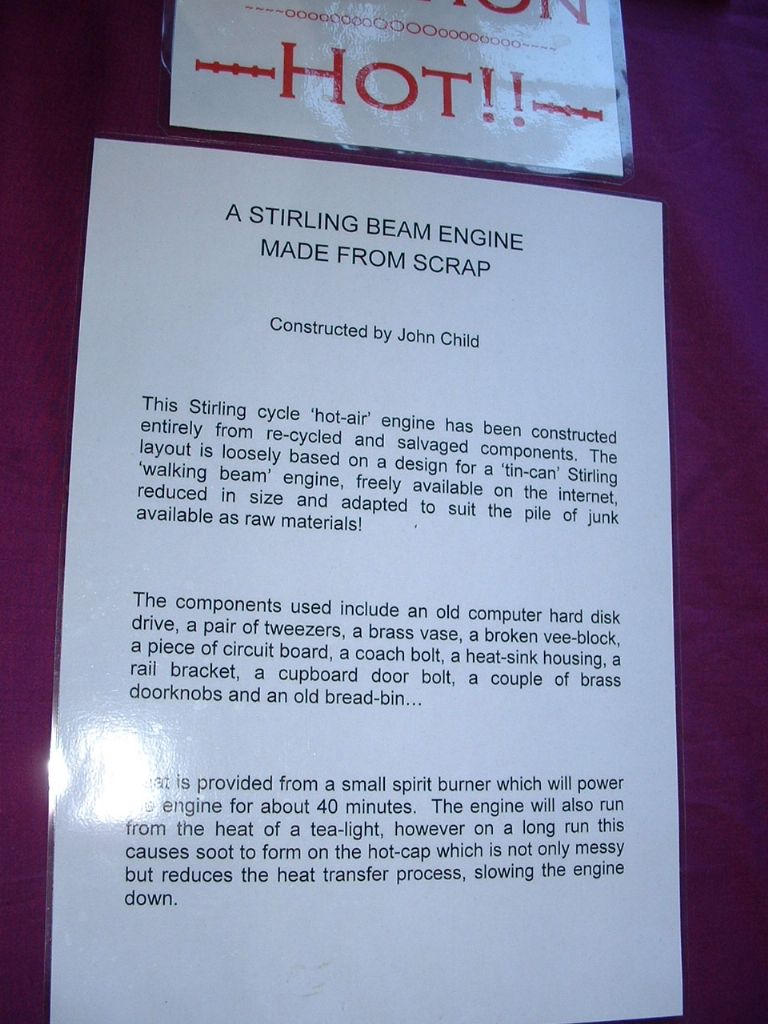 HOT!!
A STIRLING BEAM ENGINE
MADE FROM SCRAP
Constructed by John Child
This Stirling cycle 'hot-air' engine has been constructed
entirely from re-cycled and salvaged components. The
layout is loosely based on a design for a 'tin-can' Stirling
'walking beam' engine, freely available on the internet,
reduced in size and adapted to suit the pile of junk
available as raw materials!
The components used include an old computer hard disk
drive, a pair of tweezers, a brass vase, a broken vee-block,
a piece of circuit board, a coach bolt, a heat-sink housing, a
rail bracket, a cupboard door bolt, a couple of brass
doorknobs and an old bread-bin...
is provided from a small spirit burner which will power
engine for about 40 minutes. The engine will also run
from the heat of a tea-light, however on a long run this
causes soot to form on the hot-cap which is not only messy
but reduces the heat transfer process, slowing the engine
down.